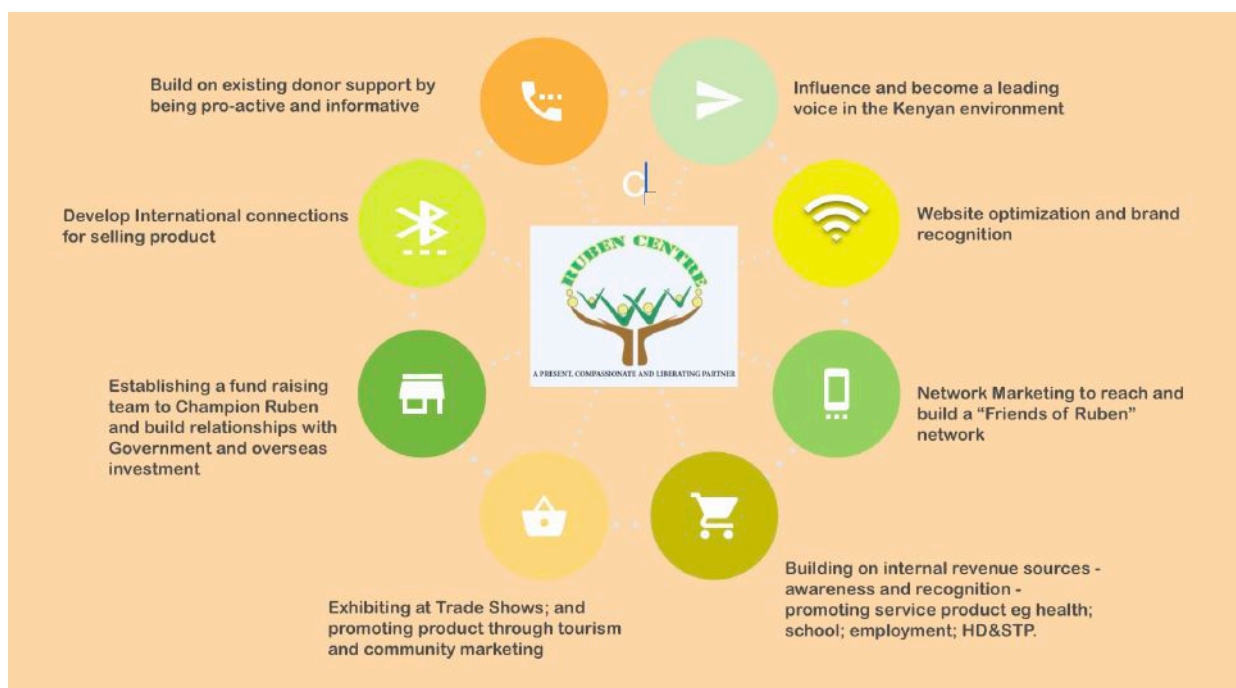 Build on existing donor support by
being pro-active and informative
Influence and become a leading
voice in the Kenyan environment
c
Develop International connections
for selling product
Website optimization and brand
recognition
RUBEN CENTRE
A PRESENT, COMPASSIONATE AND LIBERATING PARTNER
Establishing a fund raising
team to Champion Ruben
and build relationships with
Government and overseas
investment
Network Marketing to reach and
build a “Friends of Ruben”
network
Exhibiting at Trade Shows; and
promoting product through tourism
and community marketing
Building on internal revenue sources -
awareness and recognition -
promoting service product eg health;
school; employment; HD&STP.